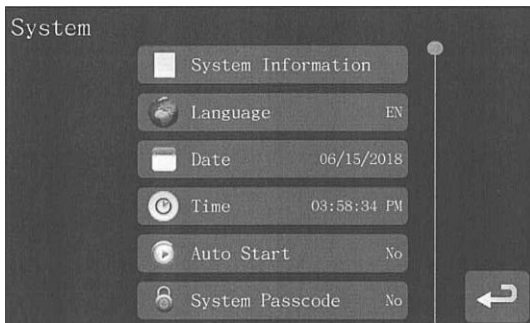 System
System Information
Language EN
Date 06/15/2018
Time 03:58:34 PM
Auto Start No
System Passcode No